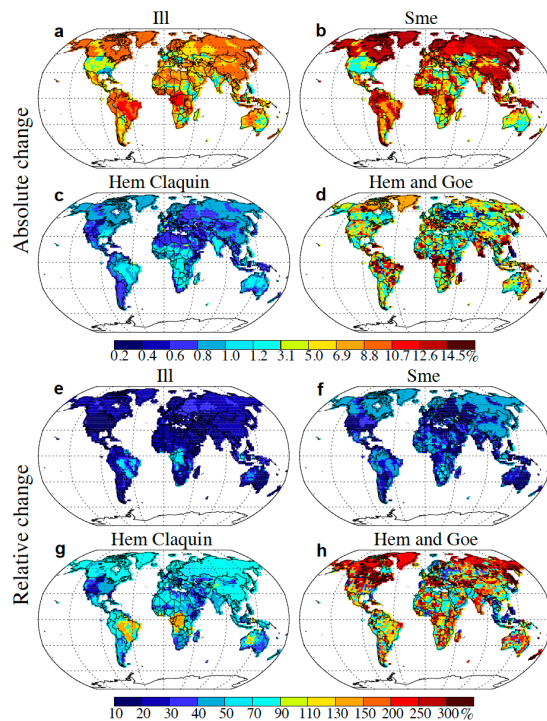 Ill
Sme
a
b
Absolute change
Hem Claquin
Hem and Goe
c
d
0.2 0.4 0.6 0.8 1.0 1.2 3.1 5.0 6.9 8.8 10.7 12.6 14.5%
Ill
Sme
e
f
Relative change
Hem Claquin
Hem and Goe
g
h
10 20 30 50 70 90 110 130 150 200 250 300%